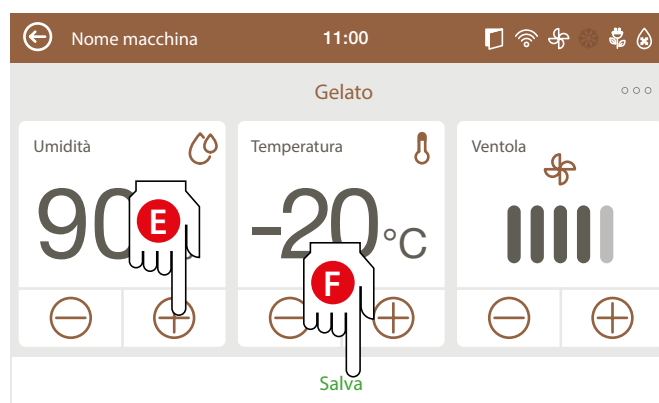 Nome macchina
11:00
Gelato
Umidità
Temperatura
Ventola
90
E
-20°C
F
Salva